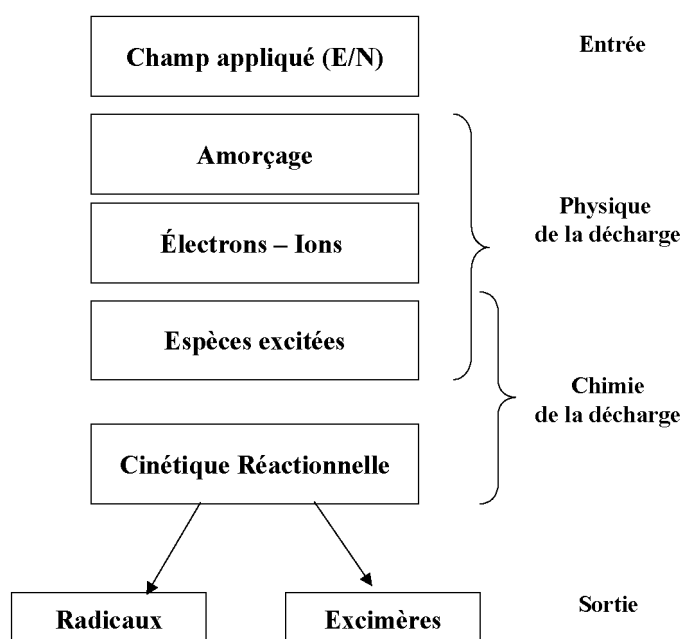 Champ appliqué (E/N)
Entrée
Amorçage
Physique
de la décharge
Électrons – Ions
Espèces excitées
Chimie
de la décharge
Cinétique Réactionnelle
Radicaux
Excimères
Sortie